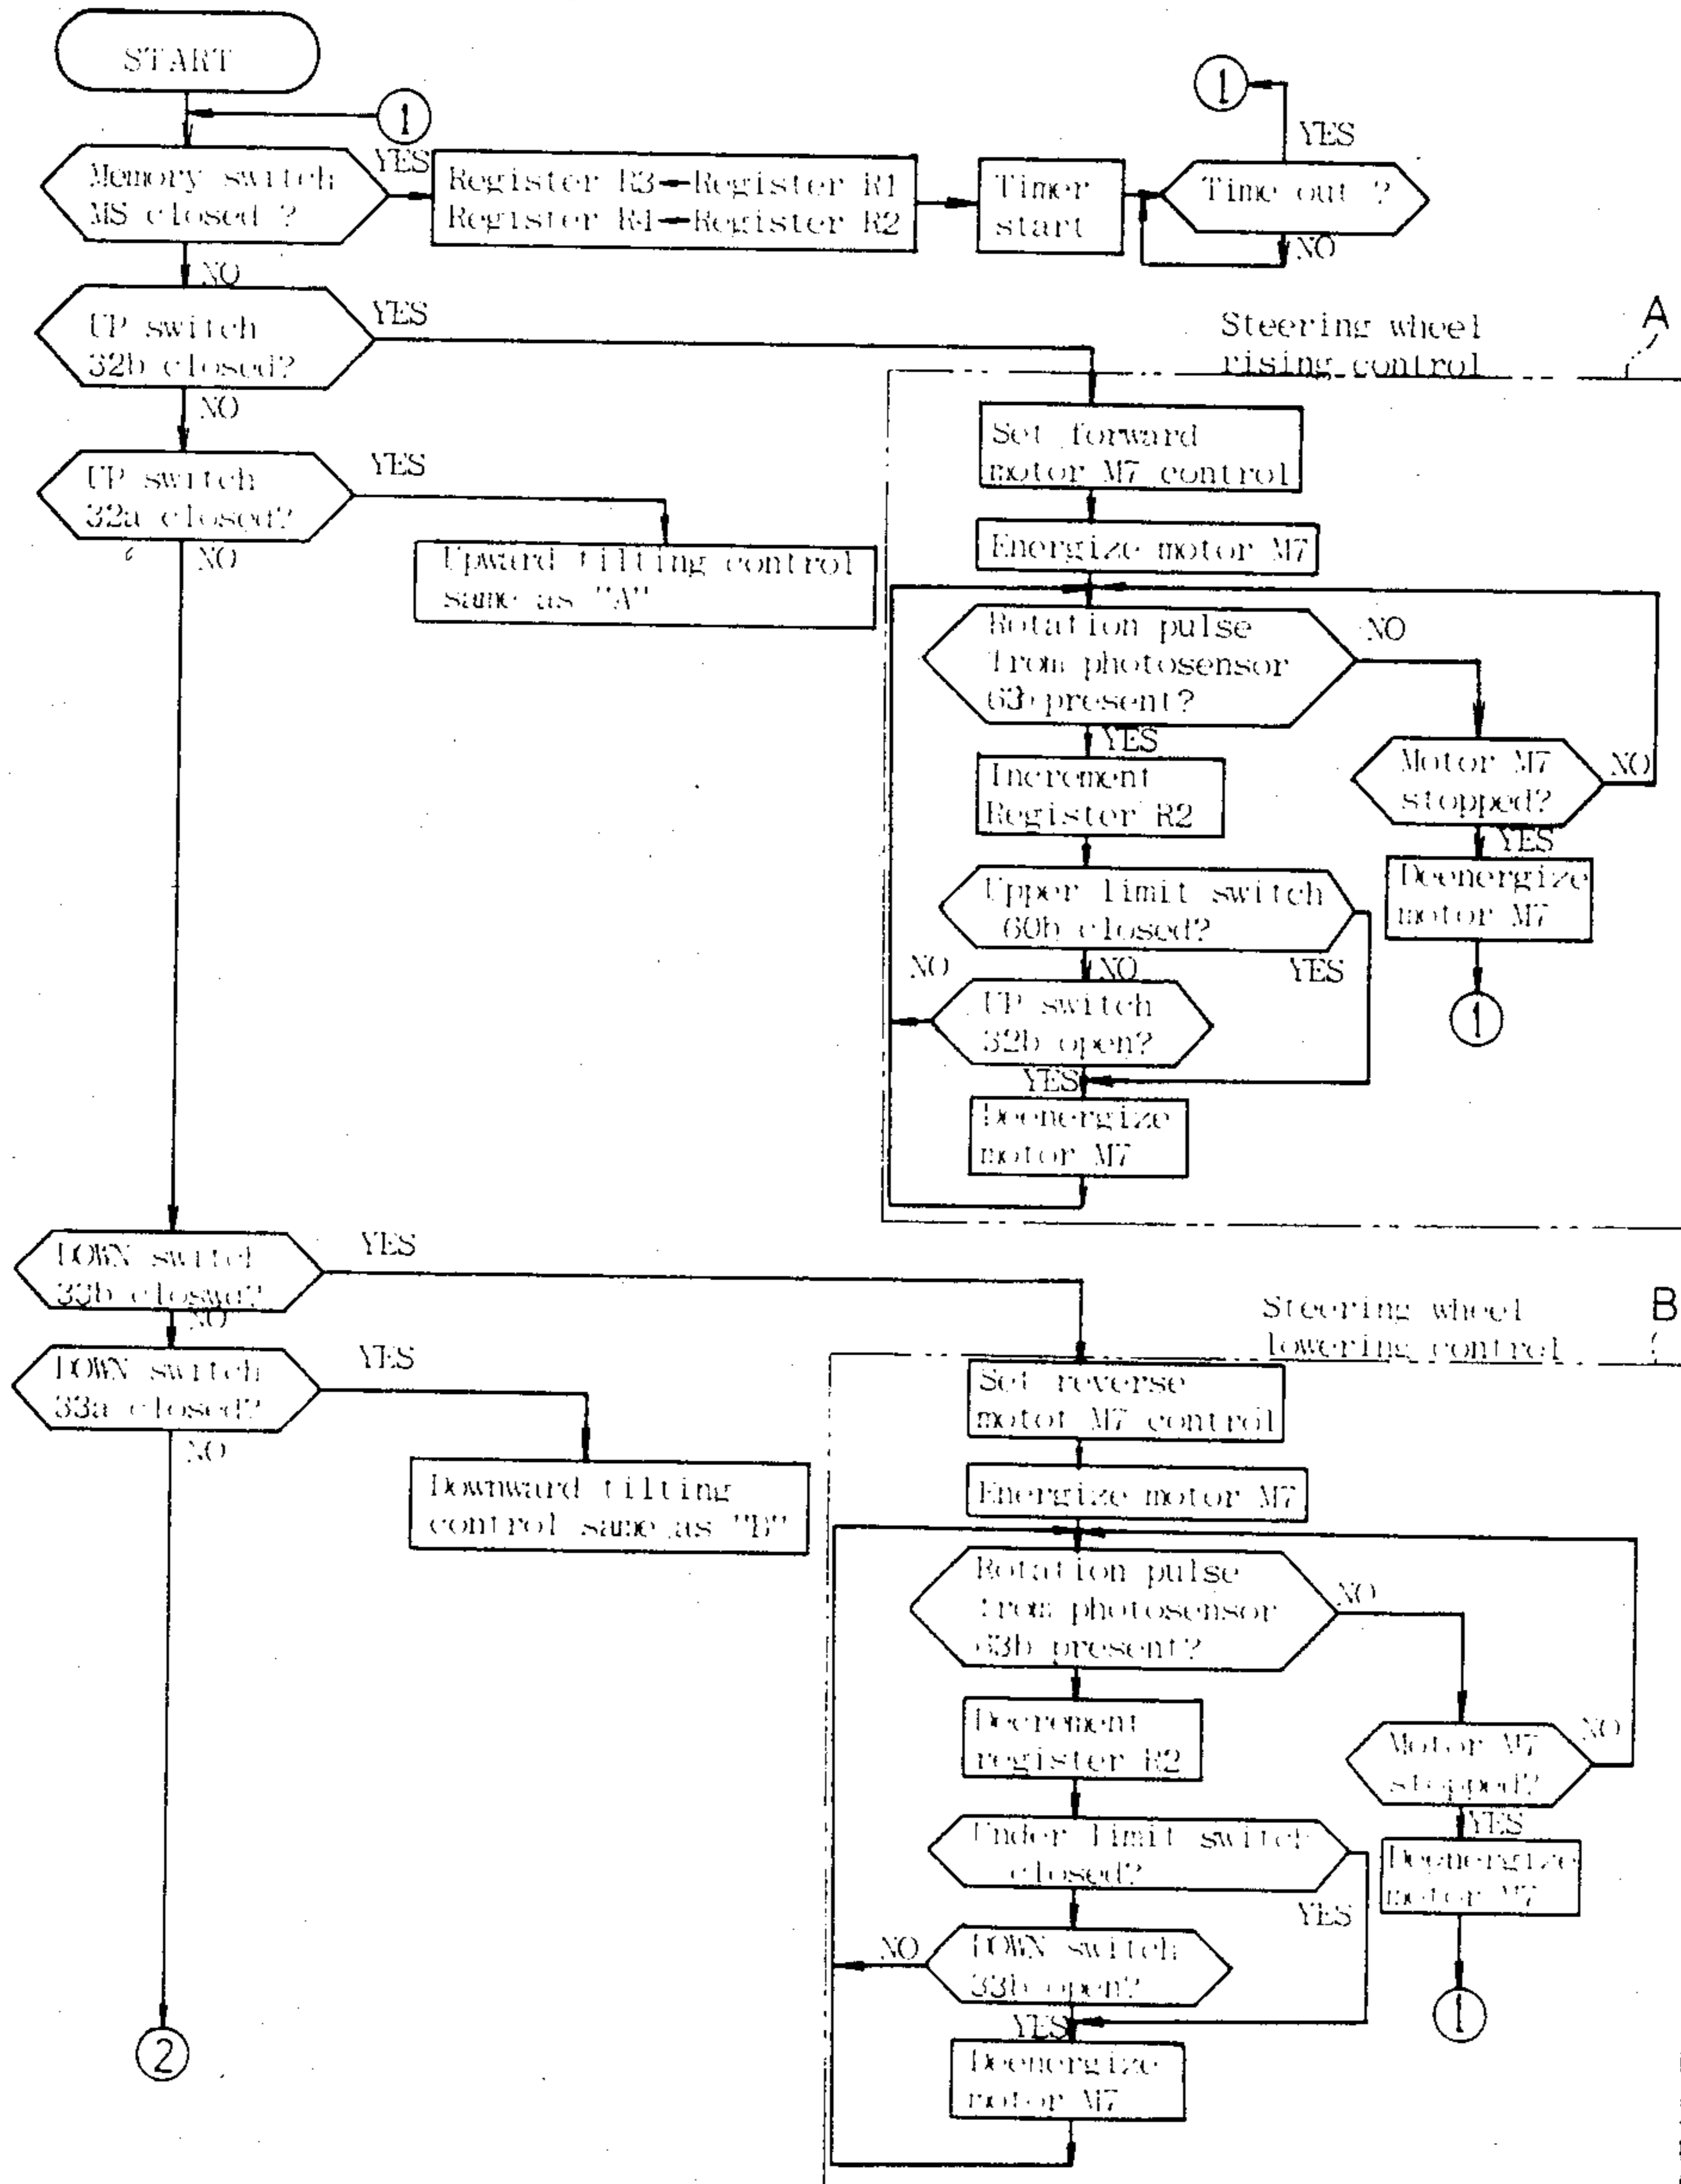 START
1
1
YES
Memory switch
MS closed ?
YES
Register R3←Register R1
Register R4←Register R2
Timer
start
Time out ?
NO
NO
UP switch
32b closed?
YES
NO
Steering wheel
rising control
A
Set forward
motor M7 control
UP switch
32a closed?
YES
NO
Upward tilting control
same as "A"
Energize motor M7
Rotation pulse
from photosensor
63b present?
NO
YES
Increment
Register R2
Motor M7
stopped?
NO
YES
Deenergize
motor M7
1
Upper limit switch
60b closed?
YES
NO
NO
UP switch
32b open?
YES
Deenergize
motor M7
DOWN switch
33b closwd?
YES
NO
DOWN switch
33a closed?
YES
NO
Downward tilting
control same as "B"
Steering wheel
lowering control
B
Set reverse
motot M7 control
Energize motor M7
Rotation pulse
from photosensor
63b present?
NO
Decrement
register R2
Motor M7
stopped?
NO
YES
Deenergize
motor M7
1
Under limit switch
closed?
YES
NO
DOWN switch
33b open?
YES
Deenergize
motor M7
2